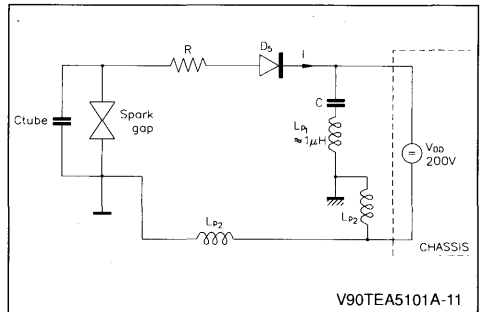 R
D5
i
Ctube
Spark
gap
C
LP1
≈1μH
VDD
200V
LP2
LP2
CHASSIS
V90TEA5101A-11